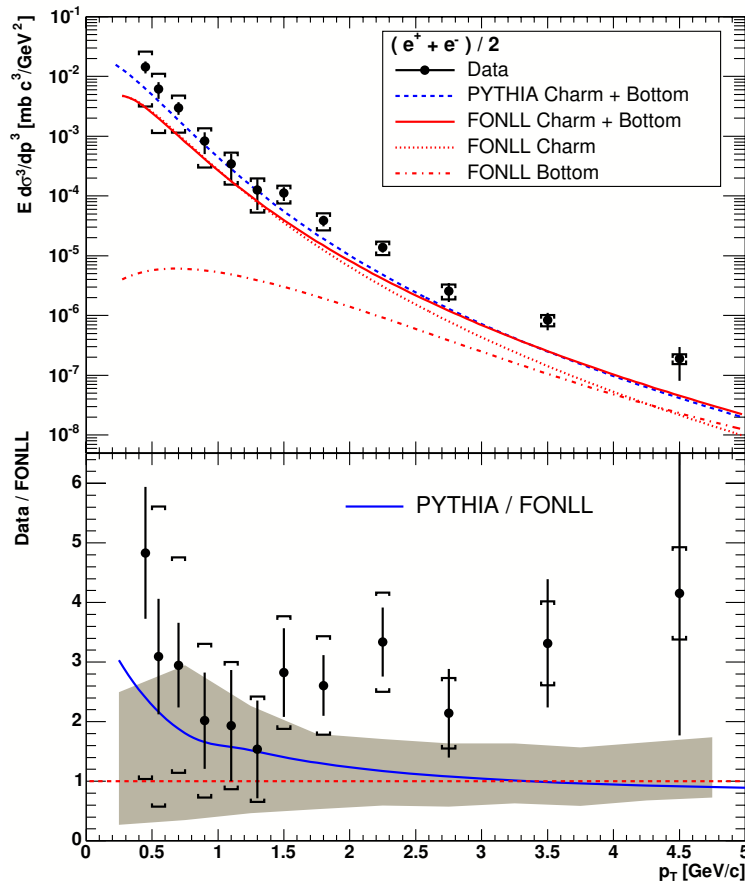 E dσ³/dp³ [mb c³/GeV²]
10⁻¹
10⁻²
10⁻³
10⁻⁴
10⁻⁵
10⁻⁶
10⁻⁷
10⁻⁸
( e⁺ + e⁻ ) / 2
Data
PYTHIA Charm + Bottom
FONLL Charm + Bottom
FONLL Charm
FONLL Bottom
Data / FONLL
6
5
4
3
2
1
0
PYTHIA / FONLL
0 0.5 1 1.5 2 2.5 3 3.5 4 4.5 5
p_T [GeV/c]